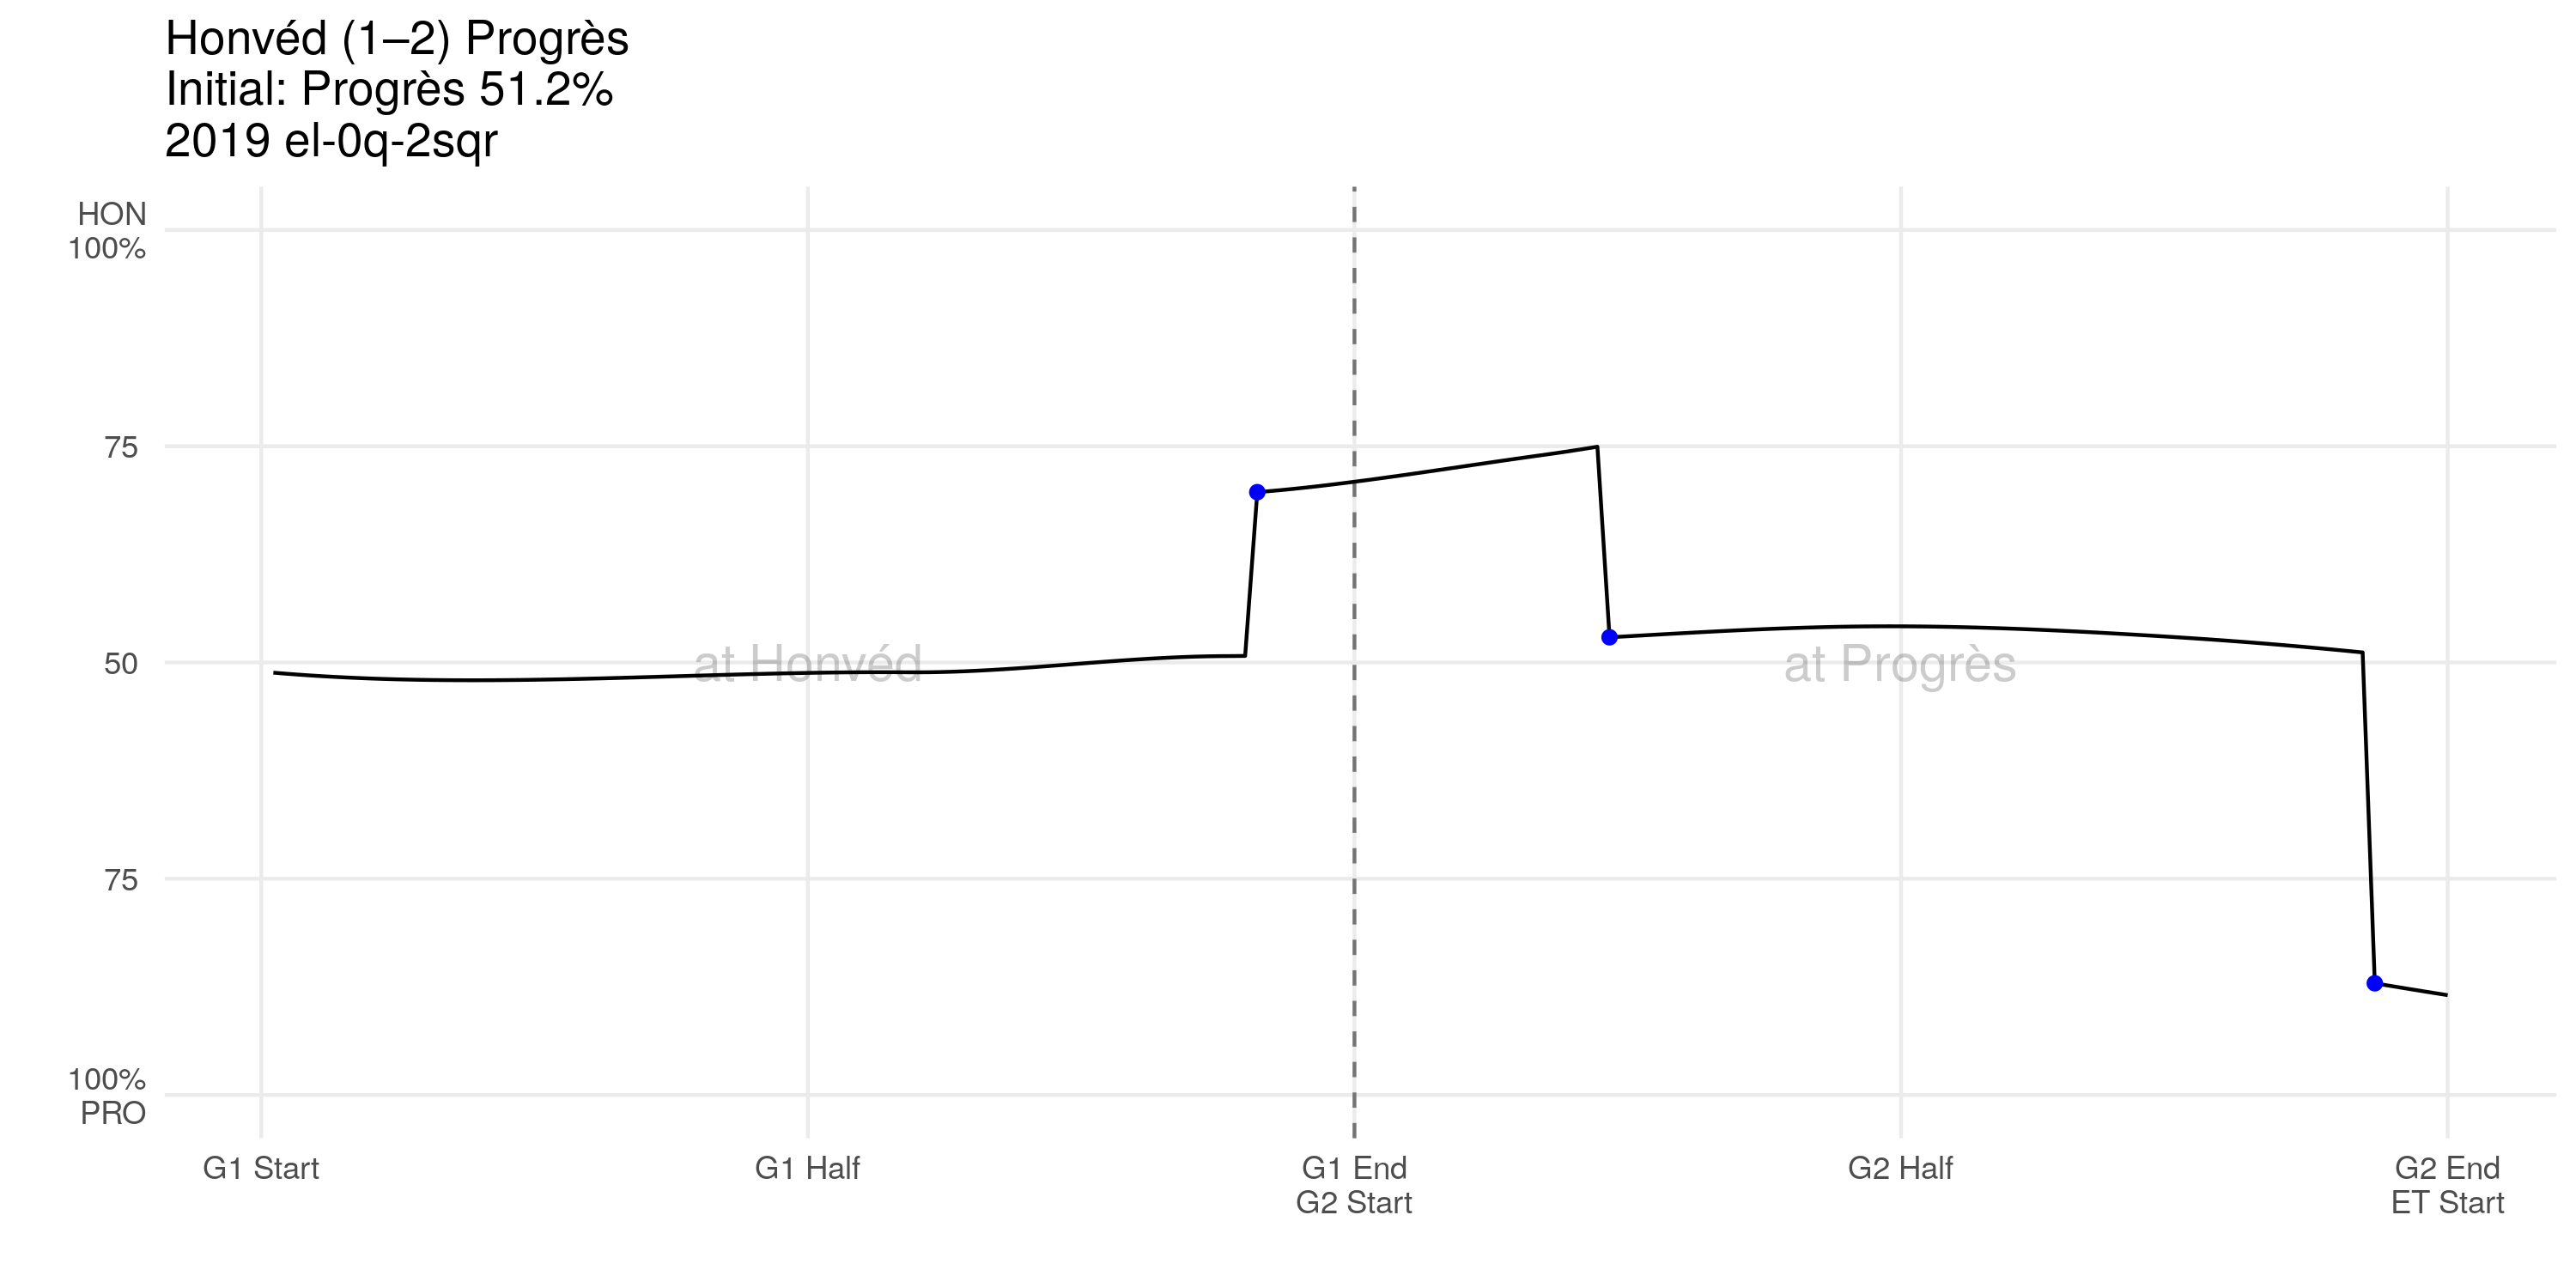 Honvéd (1–2) Progrès
Initial: Progrès 51.2%
2019 el-0q-2sqr
HON
100%
75
50
75
100%
PRO
at Honvéd
at Progrès
G1 Start
G1 Half
G1 End
G2 Start
G2 Half
G2 End
ET Start